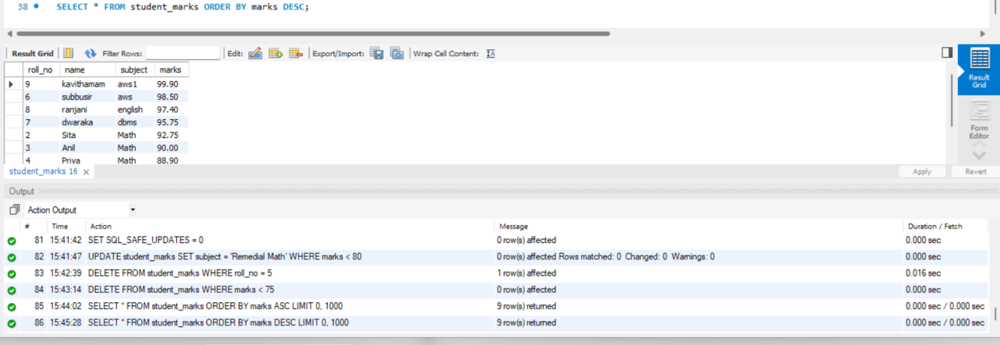 38 SELECT * FROM student_marks ORDER BY marks DESC;
Result Grid Filter Rows: Edit: Export/Import: Wrap Cell Content:
roll_no name subject marks
9 kavithamam aws1 99.90
6 subbusir aws 98.50
8 ranjani english 97.40
7 dwaraka dbms 95.75
2 Sita Math 92.75
3 Anil Math 90.00
4 Priya Math 88.90
Result
Grid
Form
Editor
student_marks 16 Apply Revert
Output
Action Output
# Time Action Message Duration / Fetch
81 15:41:42 SET SQL_SAFE_UPDATES = 0 0 row(s) affected 0.000 sec
82 15:41:47 UPDATE student_marks SET subject = 'Remedial Math' WHERE marks < 80 0 row(s) affected Rows matched: 0 Changed: 0 Warnings: 0 0.000 sec
83 15:42:39 DELETE FROM student_marks WHERE roll_no = 5 1 row(s) affected 0.016 sec
84 15:43:14 DELETE FROM student_marks WHERE marks < 75 0 row(s) affected 0.000 sec
85 15:44:02 SELECT * FROM student_marks ORDER BY marks ASC LIMIT 0, 1000 9 row(s) returned 0.000 sec / 0.000 sec
86 15:45:28 SELECT * FROM student_marks ORDER BY marks DESC LIMIT 0, 1000 9 row(s) returned 0.000 sec / 0.000 sec